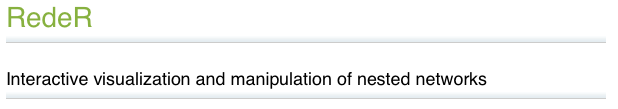 RedeR
Interactive visualization and manipulation of nested networks